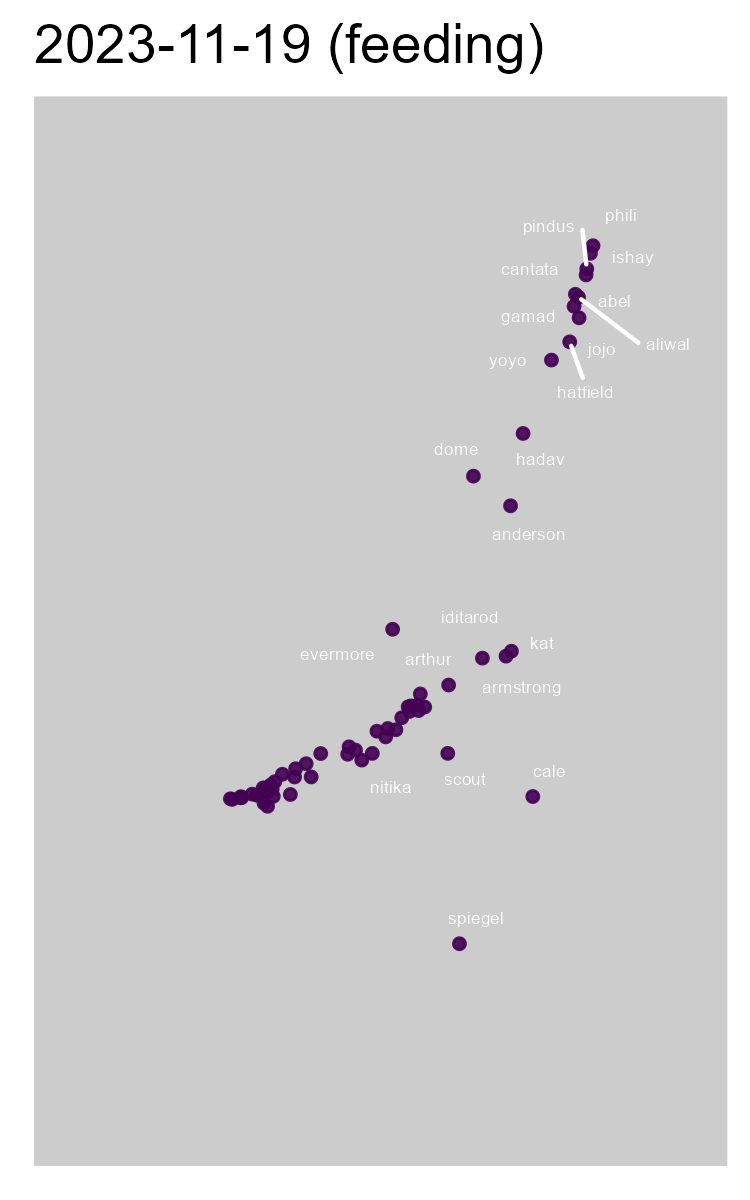 2023-11-19 (feeding)
phili
pindus
ishay
cantata
abel
gamad
aliwal
jojo
yoyo
hatfield
dome
hadav
anderson
iditarod
kat
evermore
arthur
armstrong
cale
scout
nitika
spiegel